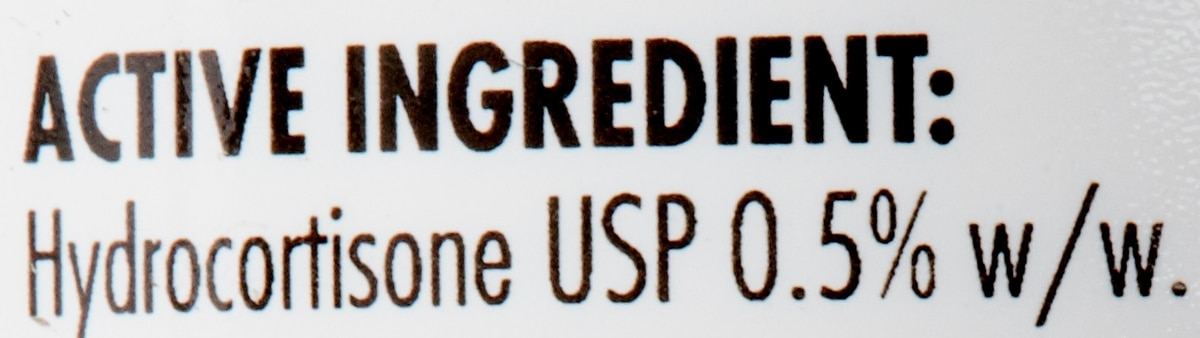 ACTIVE INGREDIENT:
Hydrocortisone USP 0.5% w/w.